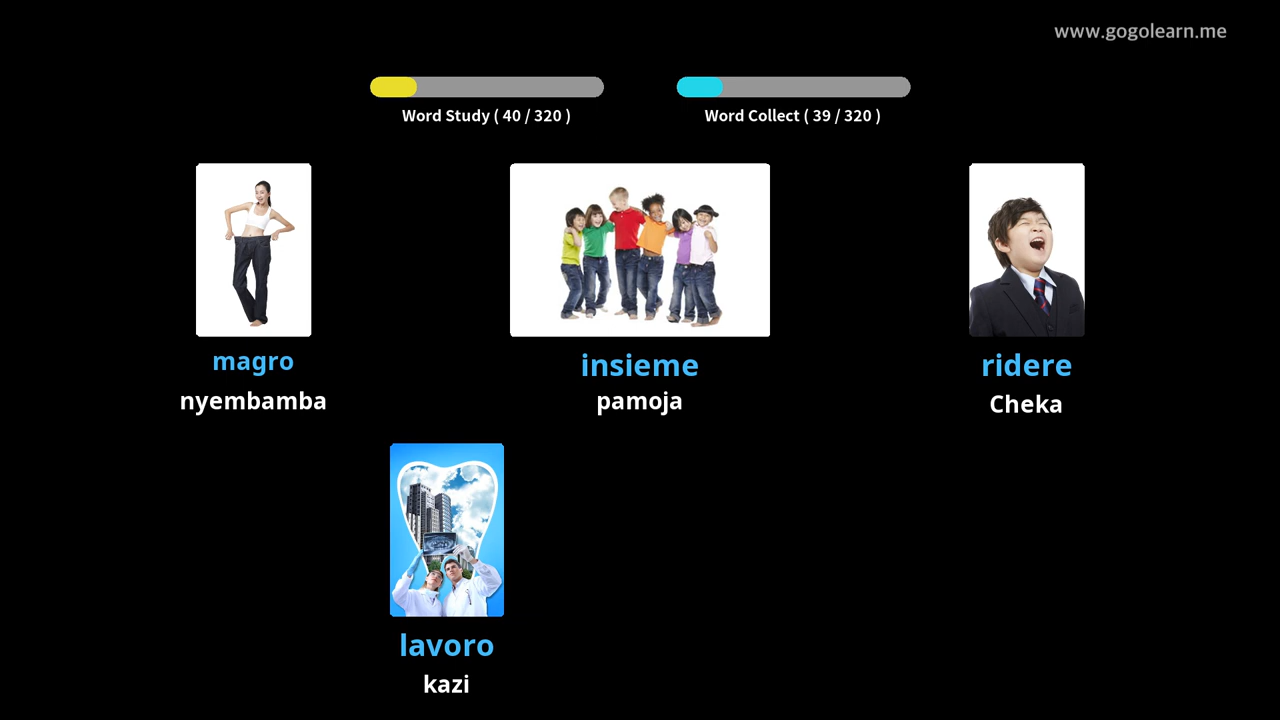 www.gogolearn.me
Word Study ( 40 / 320 )
Word Collect ( 39 / 320 )
magro
nyembamba
insieme
pamoja
ridere
Cheka
lavoro
kazi